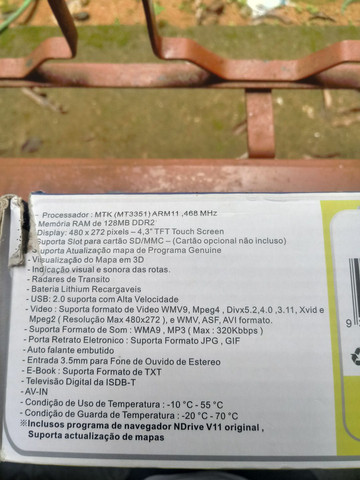 - Processador : MTK (MT3351) ARM11 ,468 MHz
- Memória RAM de 128MB DDR2
- Display: 480 x 272 pixels – 4,3" TFT Touch Screen
Suporta Slot para cartão SD/MMC – (Cartão opcional não incluso)
- Suporta Atualização mapa de Programa Genuine
- Visualização do Mapa em 3D
- Indicação visual e sonora das rotas.
- Radares de Transito
- Bateria Lithium Recargaveis
- USB: 2.0 suporta com Alta Velocidade
- Video : Suporta formato de Video WMV9, Mpeg4 , Divx5.2,4.0 ,3.11, Xvid e
Mpeg2 ( Resolução Max 480x272 ), e WMV, ASF, AVI formato.
- Suporta Formato de Som : WMA9 , MP3 ( Max : 320Kbbps )
- Porta Retrato Eletronico : Suporta Formato JPG , GIF
- Auto falante embutido
- Entrada 3.5mm para Fone de Ouvido de Estereo
- E-Book : Suporta Formato de TXT
- Televisão Digital da ISDB-T
- AV-IN
- Condição de Uso de Temperatura : -10 °C - 55 °C
- Condição de Guarda de Temperatura : -20 °C - 70 °C
※Inclusos programa de navegador NDrive V11 original ,
Suporta actualização de mapas
9